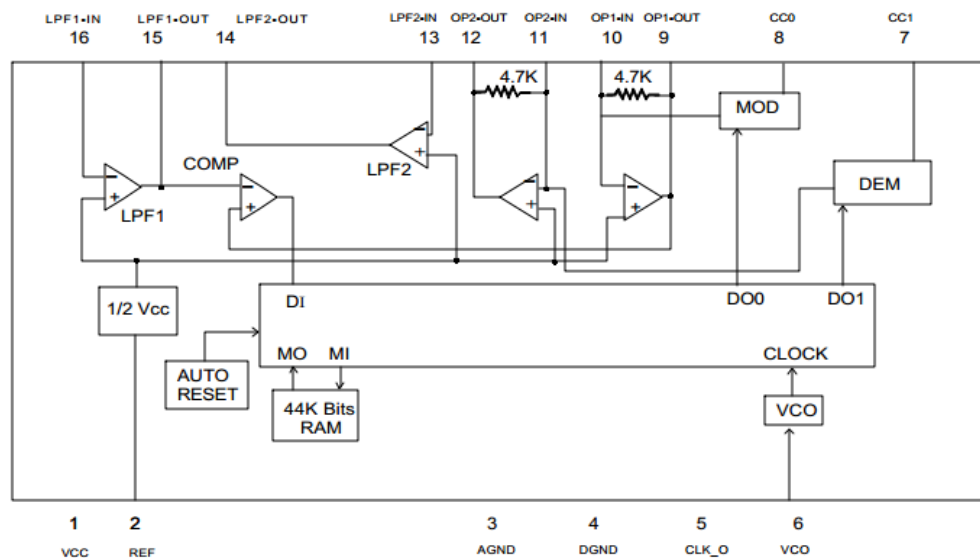 LPF1-IN LPF1-OUT LPF2-OUT LPF2-IN OP2-OUT OP2-IN OP1-IN OP1-OUT CC0 CC1
16 15 14 13 12 11 10 9 8 7
4.7K 4.7K
MOD
- +
COMP
LPF2
DEM
- +
LPF1
- +
- +
- +
1/2 Vcc
DI DO0 DO1
MO MI CLOCK
AUTO
RESET
44K Bits
RAM
VCO
1 2 3 4 5 6
VCC REF AGND DGND CLK_O VCO